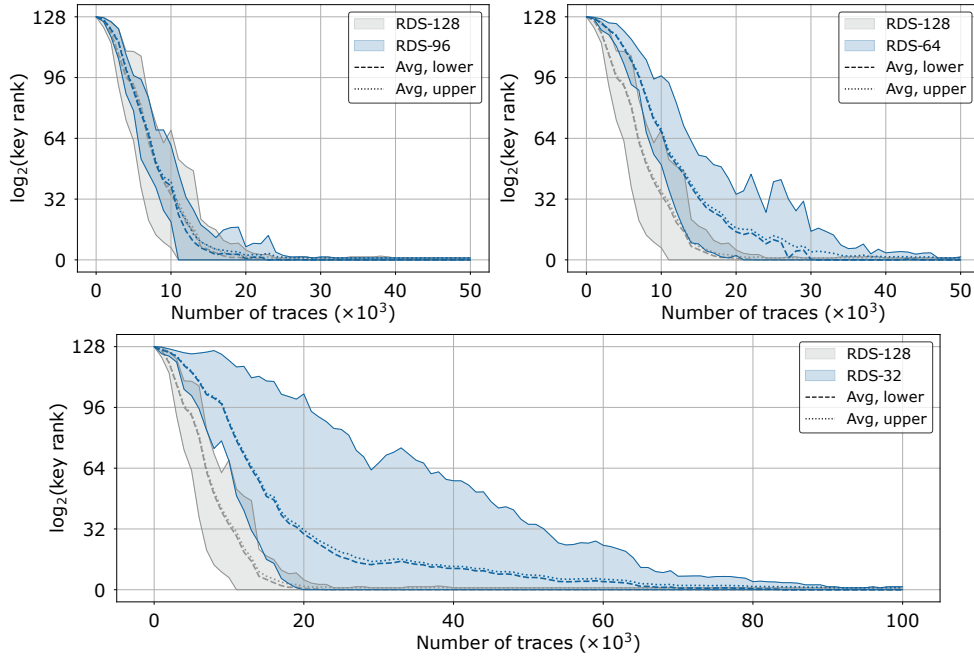 128
96
64
32
0
log₂(key rank)
RDS-128
RDS-96
Avg, lower
Avg, upper
0 10 20 30 40 50
Number of traces (×10³)
128
96
64
32
0
log₂(key rank)
RDS-128
RDS-64
Avg, lower
Avg, upper
0 10 20 30 40 50
Number of traces (×10³)
128
96
64
32
0
log₂(key rank)
RDS-128
RDS-32
Avg, lower
Avg, upper
0 20 40 60 80 100
Number of traces (×10³)